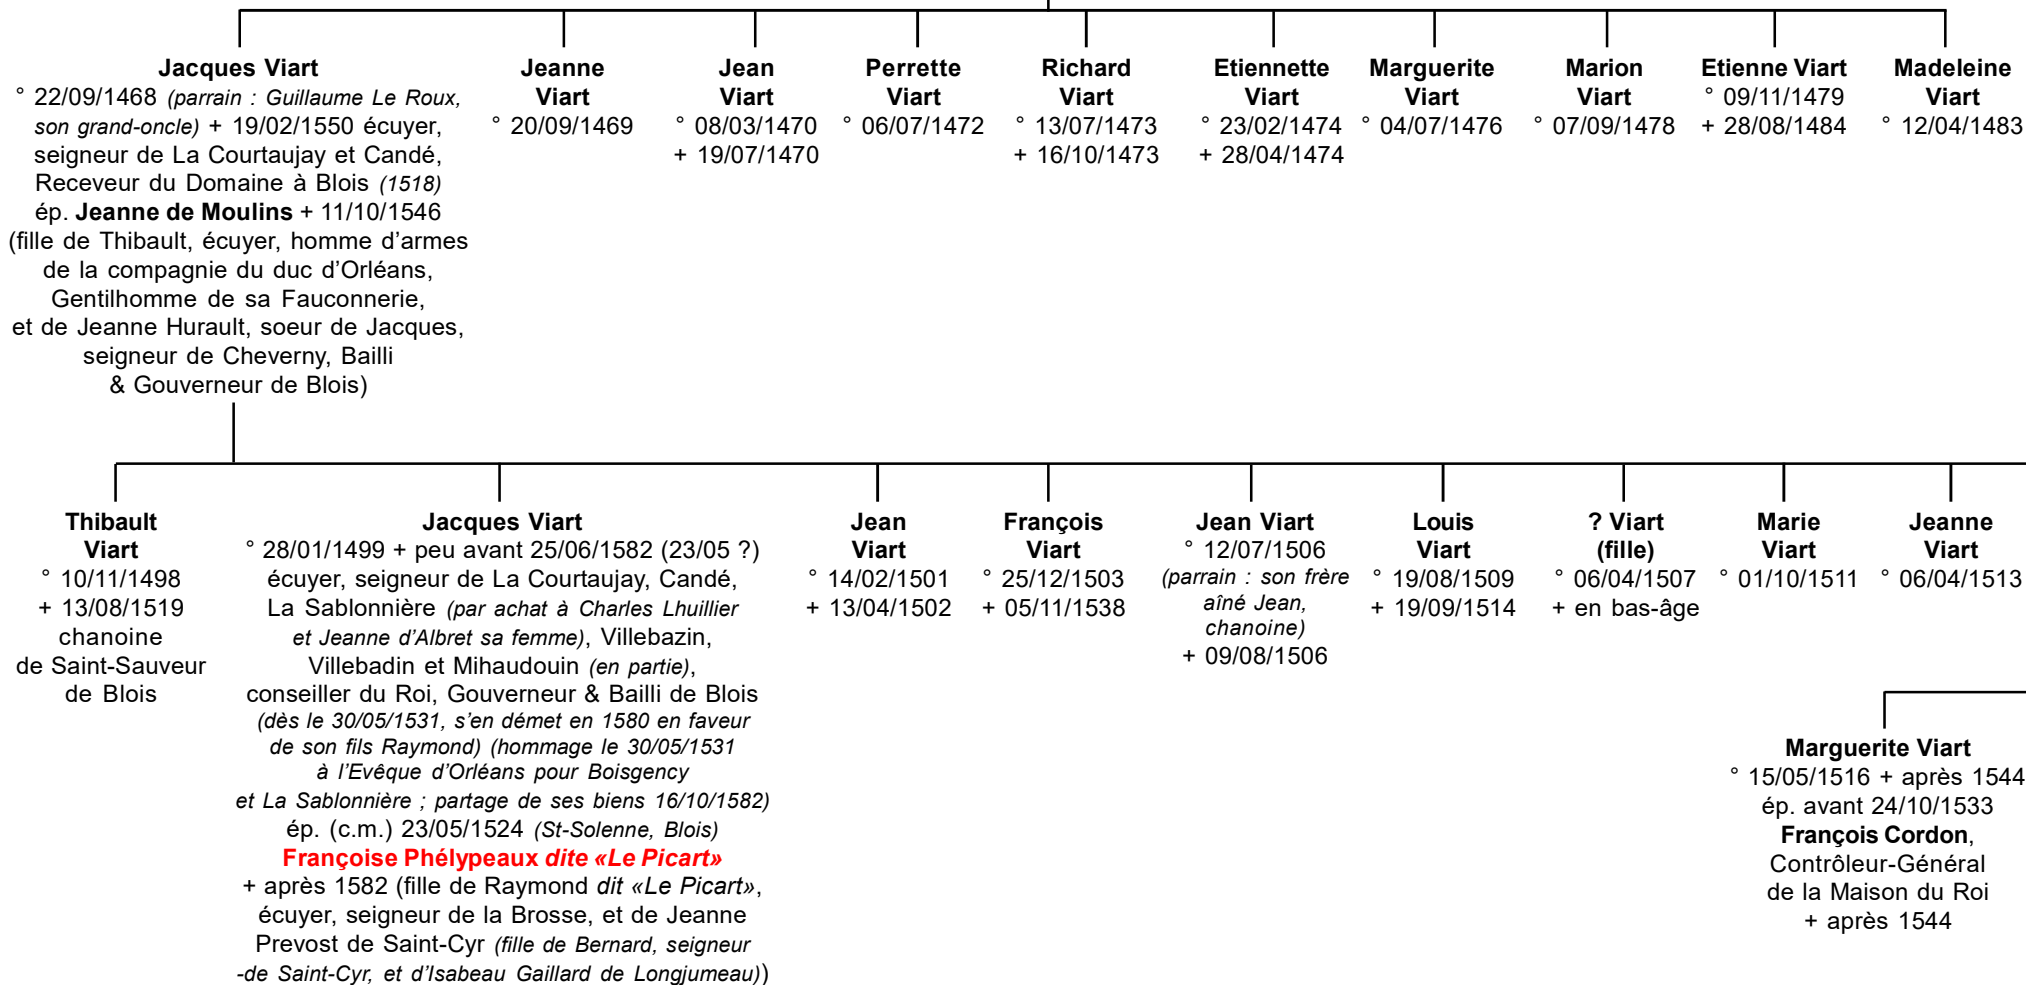 Jacques Viart
° 22/09/1468 (parrain : Guillaume Le Roux,
son grand-oncle) + 19/02/1550 écuyer,
seigneur de La Courtaujay et Candé,
Receveur du Domaine à Blois (1518)
ép. Jeanne de Moulins + 11/10/1546
(fille de Thibault, écuyer, homme d'armes
de la compagnie du duc d'Orléans,
Gentilhomme de sa Fauconnerie,
et de Jeanne Hurault, soeur de Jacques,
seigneur de Cheverny, Bailli
& Gouverneur de Blois)
Jeanne
Viart
° 20/09/1469
Jean
Viart
° 08/03/1470
+ 19/07/1470
Perrette
Viart
° 06/07/1472
Richard
Viart
° 13/07/1473
+ 16/10/1473
Etiennette
Viart
° 23/02/1474
+ 28/04/1474
Marguerite
Viart
° 04/07/1476
Marion
Viart
° 07/09/1478
Etienne Viart
° 09/11/1479
+ 28/08/1484
Madeleine
Viart
° 12/04/1483
Thibault
Viart
° 10/11/1498
+ 13/08/1519
chanoine
de Saint-Sauveur
de Blois
Jacques Viart
° 28/01/1499 + peu avant 25/06/1582 (23/05 ?)
écuyer, seigneur de La Courtaujay, Candé,
La Sablonnière (par achat à Charles Lhuillier
et Jeanne d'Albret sa femme), Villebazin,
Villebadin et Mihaudouin (en partie),
conseiller du Roi, Gouverneur & Bailli de Blois
(dès le 30/05/1531, s'en démet en 1580 en faveur
de son fils Raymond) (hommage le 30/05/1531
à l'Evêque d'Orléans pour Boisgency
et La Sablonnière ; partage de ses biens 16/10/1582)
ép. (c.m.) 23/05/1524 (St-Solenne, Blois)
Françoise Phélypeaux dite «Le Picart»
+ après 1582 (fille de Raymond dit «Le Picart»,
écuyer, seigneur de la Brosse, et de Jeanne
Prevost de Saint-Cyr (fille de Bernard, seigneur
-de Saint-Cyr, et d'Isabeau Gaillard de Longjumeau))
Jean
Viart
° 14/02/1501
+ 13/04/1502
François
Viart
° 25/12/1503
+ 05/11/1538
Jean Viart
° 12/07/1506
(parrain : son frère
aîné Jean,
chanoine)
+ 09/08/1506
Louis
Viart
° 19/08/1509
+ 19/09/1514
? Viart
(fille)
° 06/04/1507
+ en bas-âge
Marie
Viart
° 01/10/1511
Jeanne
Viart
° 06/04/1513
Marguerite Viart
° 15/05/1516 + après 1544
ép. avant 24/10/1533
François Cordon,
Contrôleur-Général
de la Maison du Roi
+ après 1544